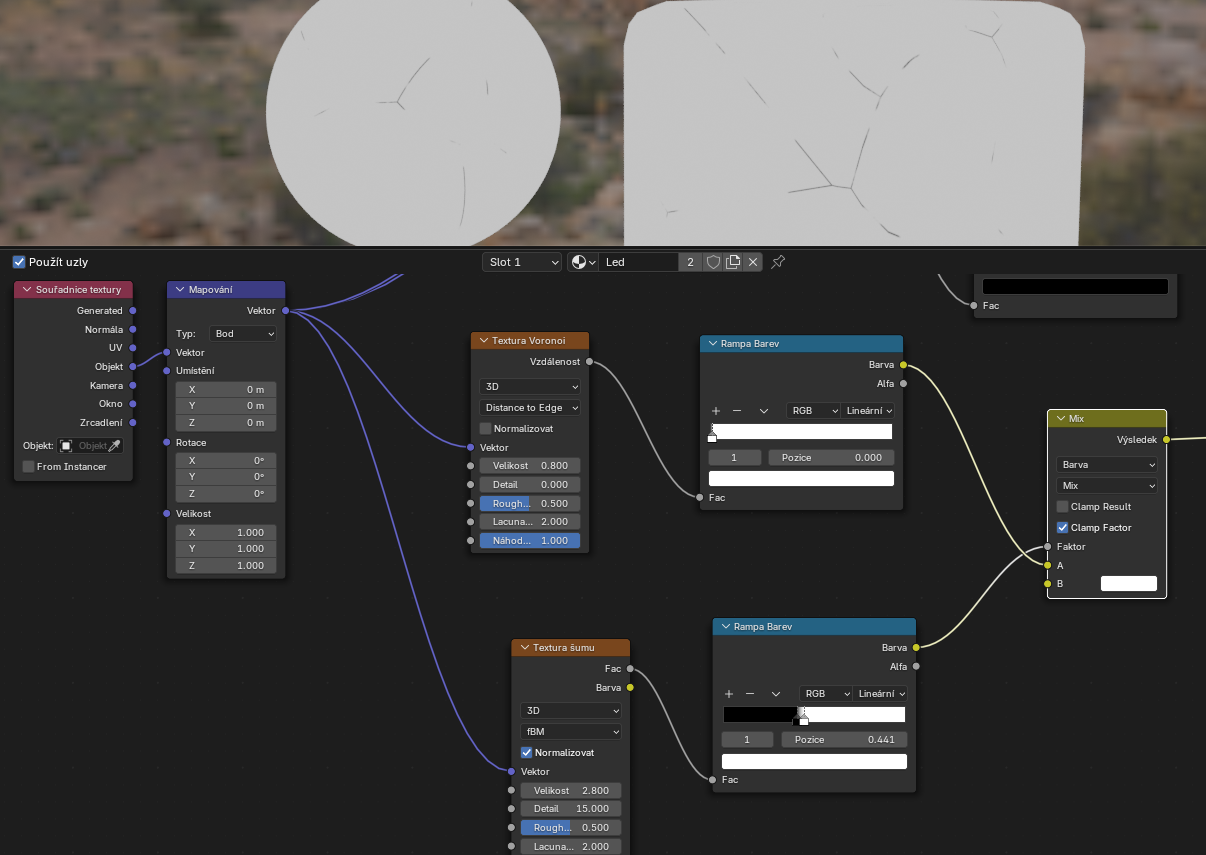 Použít uzly
Slot 1
Led
2
Souřadnice textury
Generated
Normála
UV
Objekt
Kamera
Okno
Zrcadlení
Objekt:
Objekt
From Instancer
Mapování
Vektor
Typ:
Bod
Vektor
Umístění
X 0 m
Y 0 m
Z 0 m
Rotace
X 0°
Y 0°
Z 0°
Velikost
X 1.000
Y 1.000
Z 1.000
Textura Voronoi
Vzdálenost
3D
Distance to Edge
Normalizovat
Vektor
Velikost 0.800
Detail 0.000
Rough... 0.500
Lacuna... 2.000
Náhod... 1.000
Rampa Barev
Barva
Alfa
RGB
Lineární
1
Pozice 0.000
Fac
Fac
Mix
Výsledek
Barva
Mix
Clamp Result
Clamp Factor
Faktor
A
B
Textura šumu
Fac
Barva
3D
fBM
Normalizovat
Vektor
Velikost 2.800
Detail 15.000
Rough... 0.500
Lacuna... 2.000
Rampa Barev
Barva
Alfa
RGB
Lineární
1
Pozice 0.441
Fac